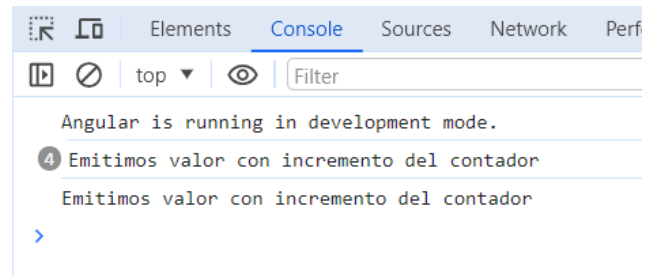 Elements Console Sources Network Perf
top Filter
Angular is running in development mode.
4 Emitimos valor con incremento del contador
Emitimos valor con incremento del contador